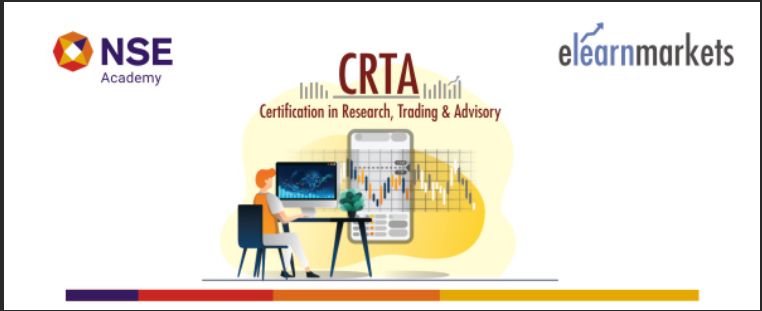 NSE
Academy
elearnmarkets
CRTA
Certification in Research, Trading & Advisory